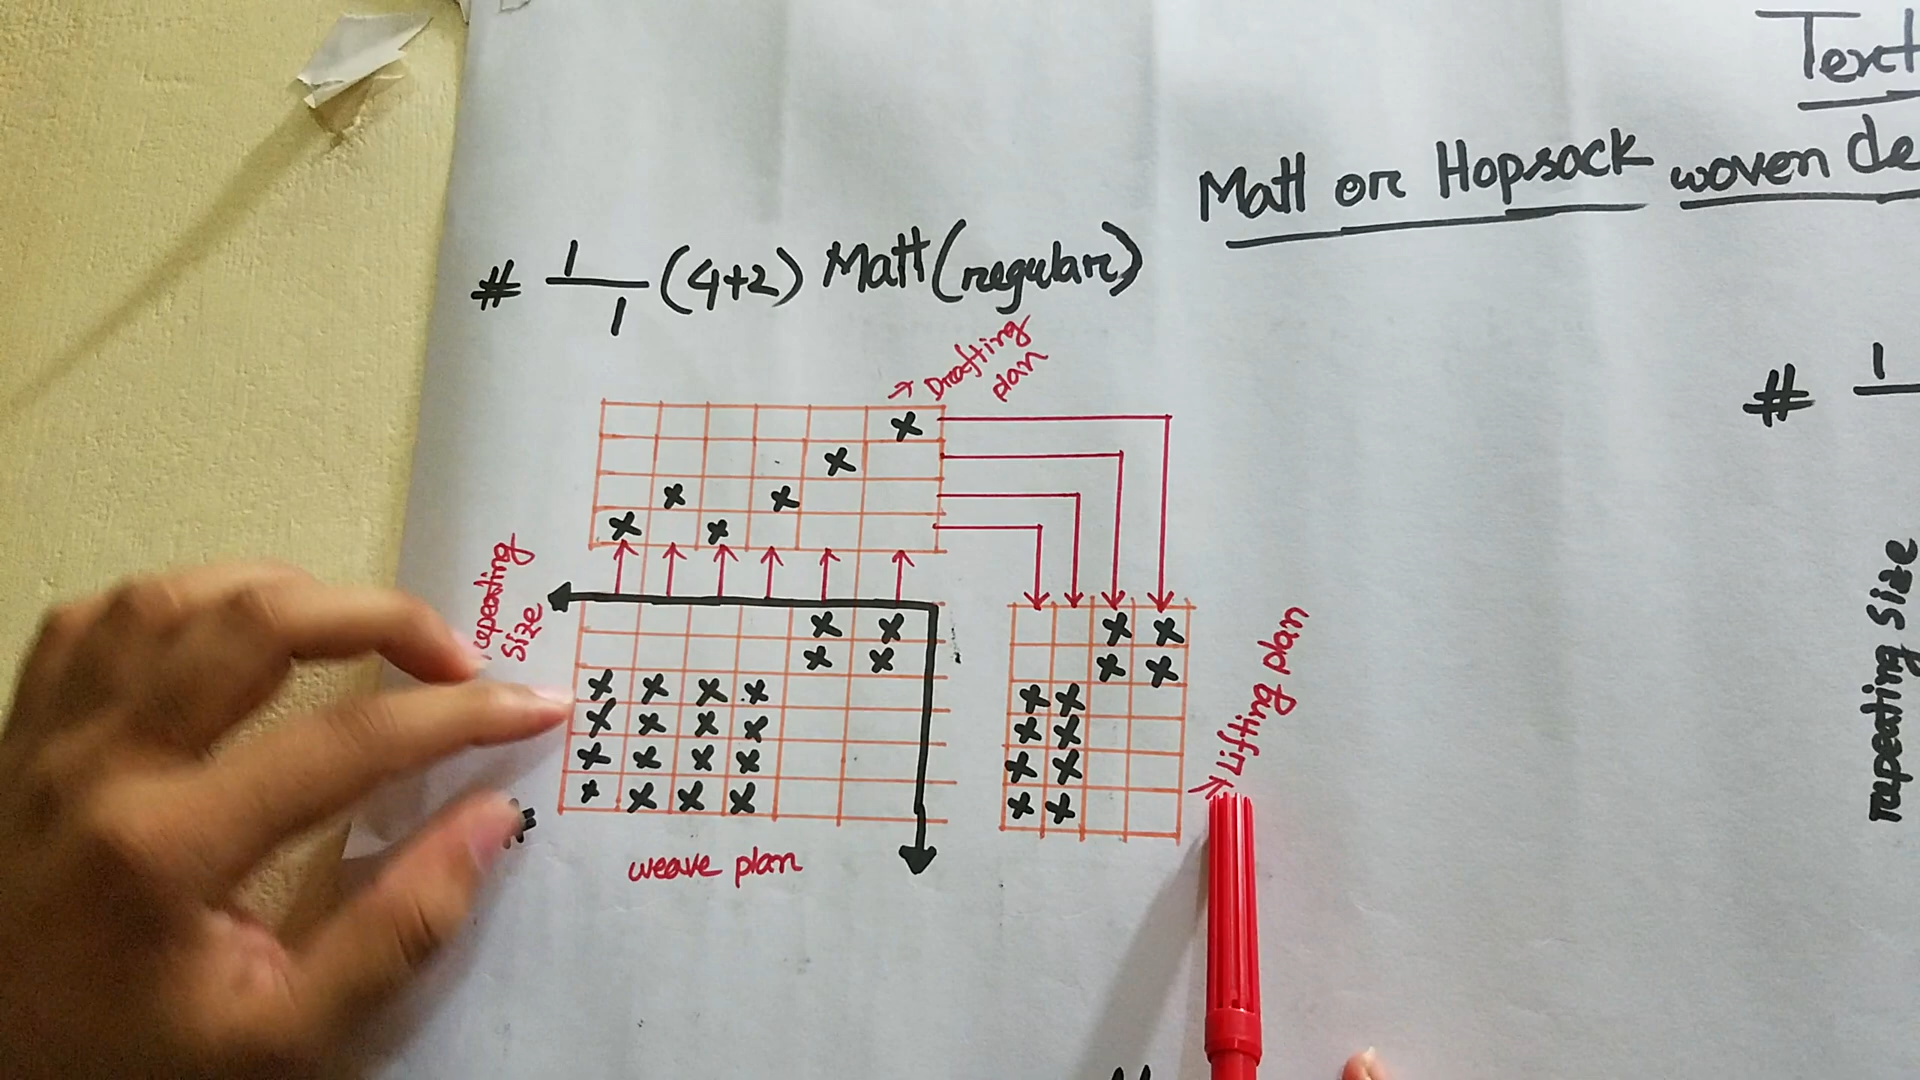 Matt or Hopsack woven de
# 1/1 (4+2) Matt (regular)
→ Drafting
plan
repeating
size
weave plan
Lifting plan
# 1
repeating size